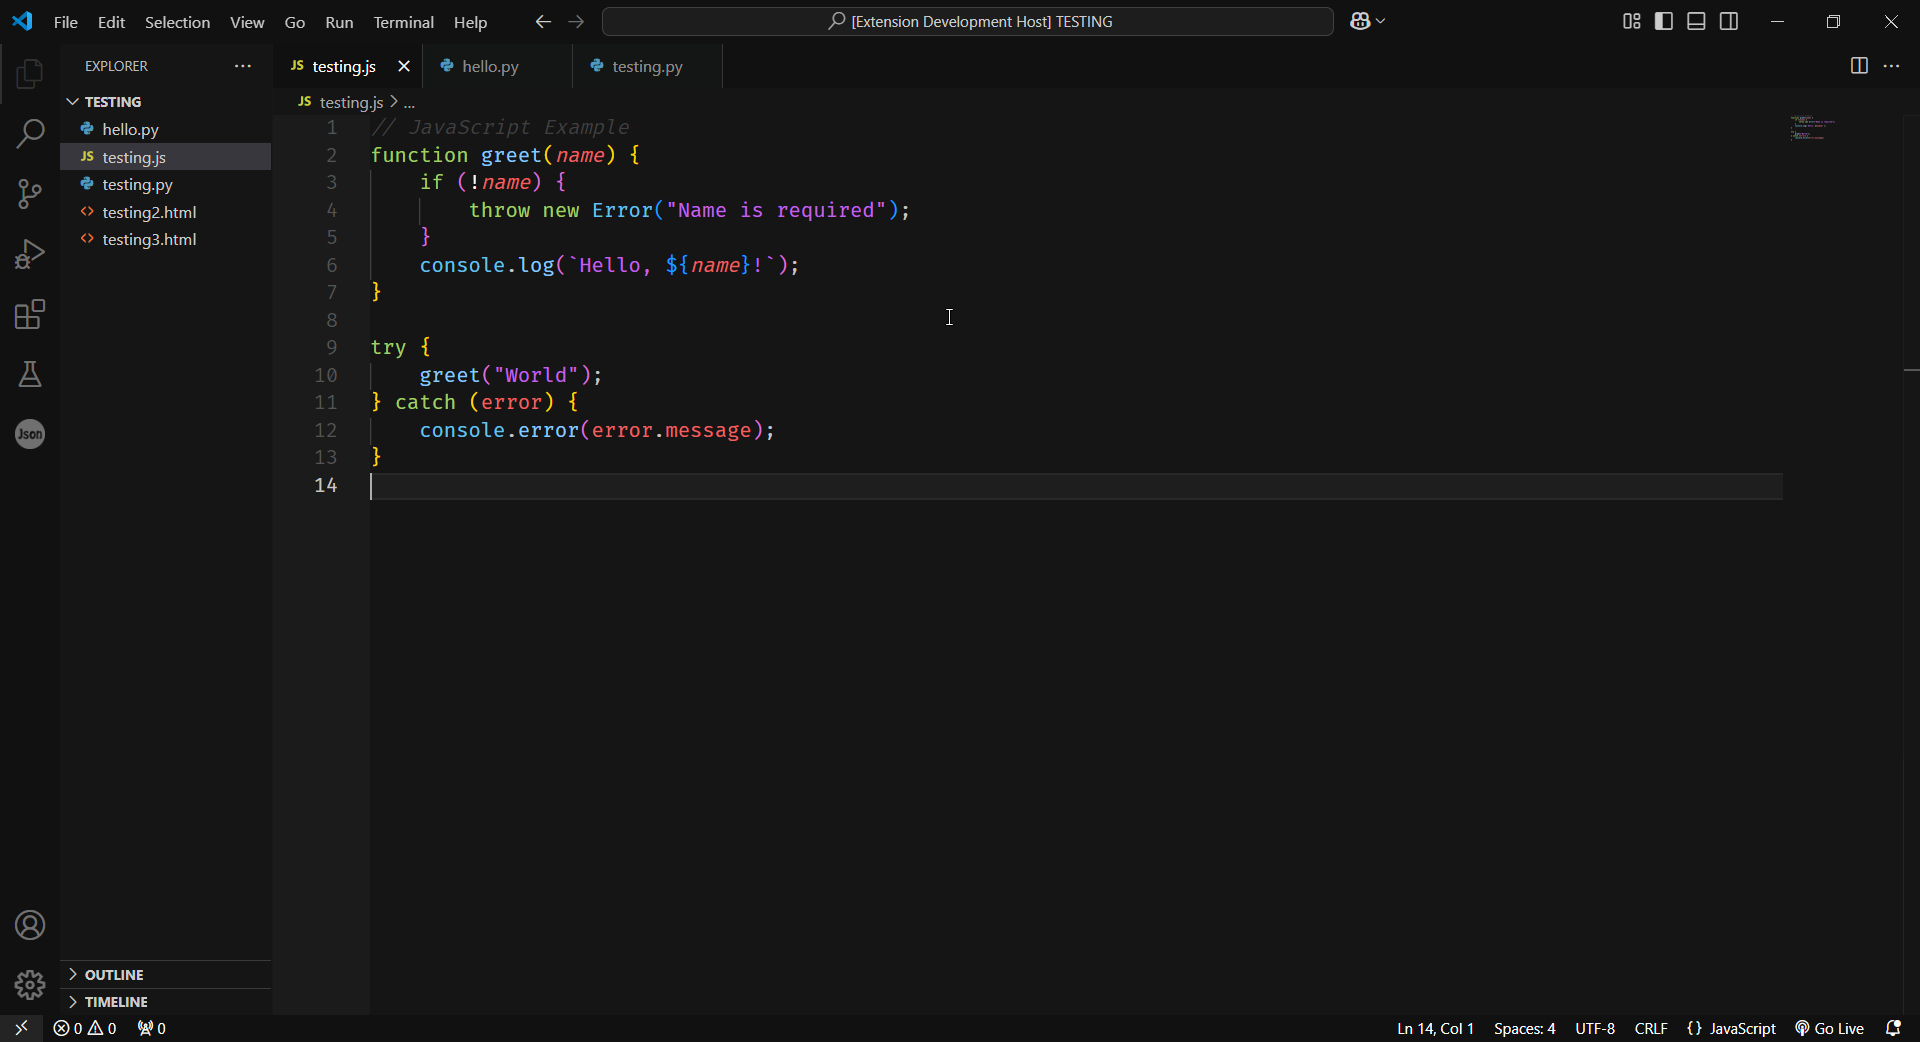 File Edit Selection View Go Run Terminal Help
[Extension Development Host] TESTING
EXPLORER
TESTING
hello.py
JS testing.js
testing.py
testing2.html
testing3.html
Json
OUTLINE
TIMELINE
JS testing.js
hello.py
testing.py
JS testing.js > ...
1 // JavaScript Example
2 function greet(name) {
3     if (!name) {
4         throw new Error("Name is required");
5     }
6     console.log(`Hello, ${name}!`);
7 }
8
9 try {
10     greet("World");
11 } catch (error) {
12     console.error(error.message);
13 }
14
0 0 0
Ln 14, Col 1 Spaces: 4 UTF-8 CRLF {} JavaScript Go Live